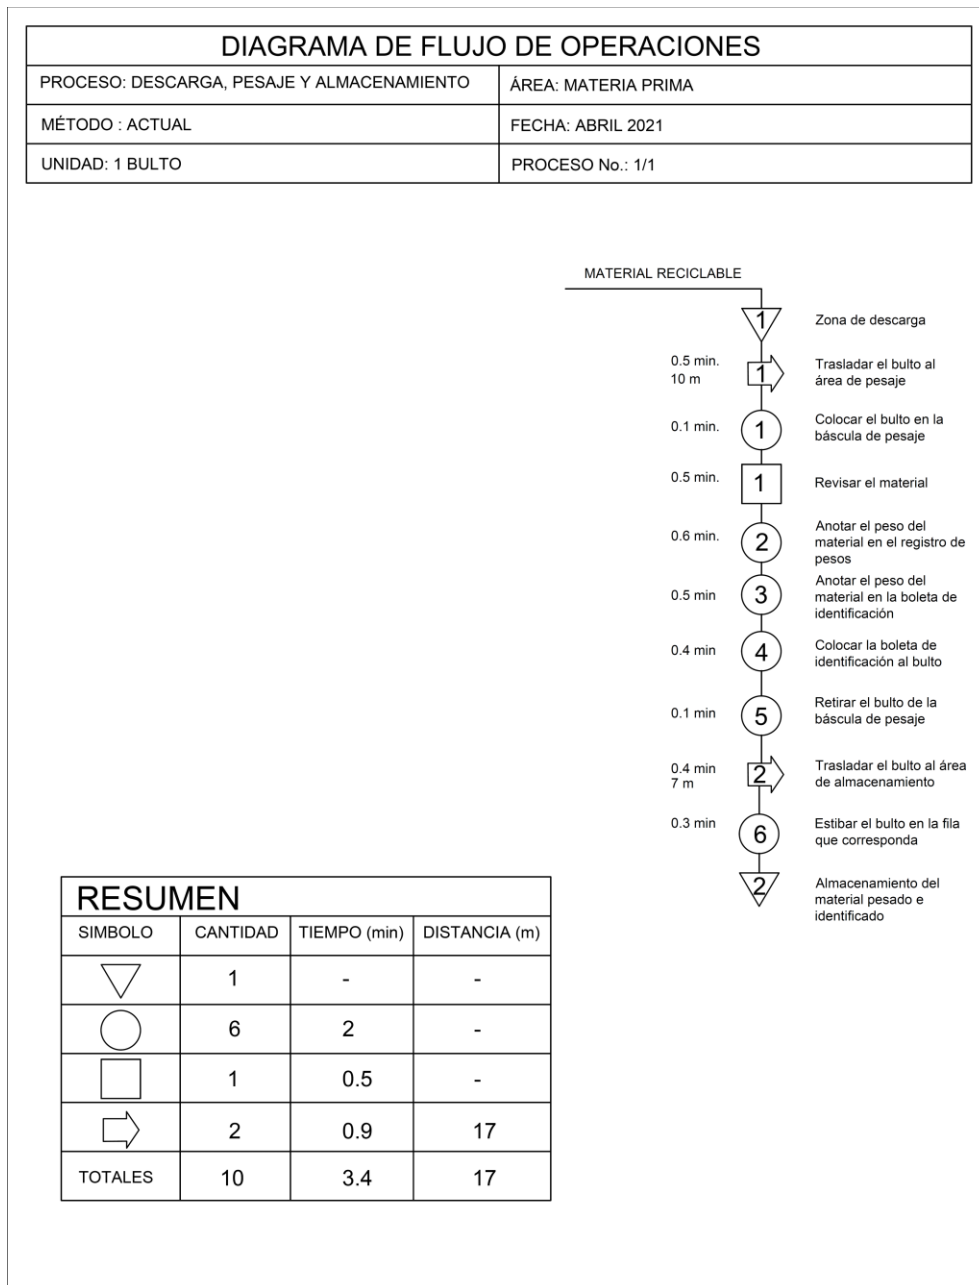 DIAGRAMA DE FLUJO DE OPERACIONES
PROCESO: DESCARGA, PESAJE Y ALMACENAMIENTO
ÁREA: MATERIA PRIMA
MÉTODO : ACTUAL
FECHA: ABRIL 2021
UNIDAD: 1 BULTO
PROCESO No.: 1/1
MATERIAL RECICLABLE
1
Zona de descarga
0.5 min.
10 m
1
Trasladar el bulto al
área de pesaje
0.1 min.
1
Colocar el bulto en la
báscula de pesaje
0.5 min.
1
Revisar el material
0.6 min.
2
Anotar el peso del
material en el registro de
pesos
0.5 min
3
Anotar el peso del
material en la boleta de
identificación
0.4 min
4
Colocar la boleta de
identificación al bulto
0.1 min
5
Retirar el bulto de la
báscula de pesaje
0.4 min
7 m
2
Trasladar el bulto al área
de almacenamiento
0.3 min
6
Estibar el bulto en la fila
que corresponda
2
Almacenamiento del
material pesado e
identificado
RESUMEN
SIMBOLO CANTIDAD TIEMPO (min) DISTANCIA (m)
1 - -
6 2 -
1 0.5 -
2 0.9 17
TOTALES 10 3.4 17